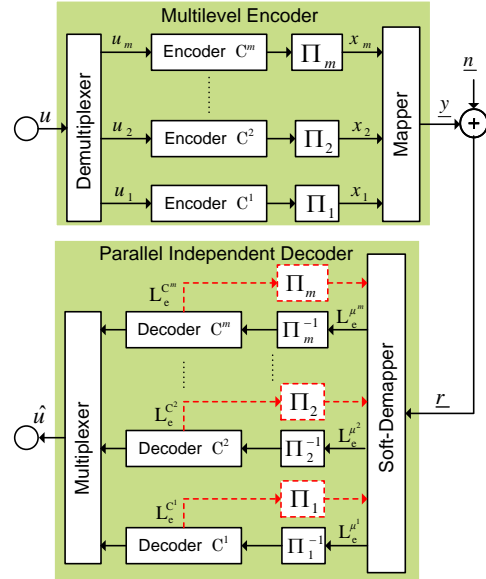 Multilevel Encoder
u_m Encoder C^m Π_m x_m
n
u Demultiplexer u_2 Encoder C^2 Π_2 x_2 Mapper y +
u_1 Encoder C^1 Π_1 x_1
Parallel Independent Decoder
L_e^{C^m} Π_m
Decoder C^m Π_m^{-1} L_e^{μ^m}
L_e^{C^2} Π_2
û Multiplexer Decoder C^2 Π_2^{-1} L_e^{μ^2} Soft-Demapper r
L_e^{C^1} Π_1
Decoder C^1 Π_1^{-1} L_e^{μ^1}